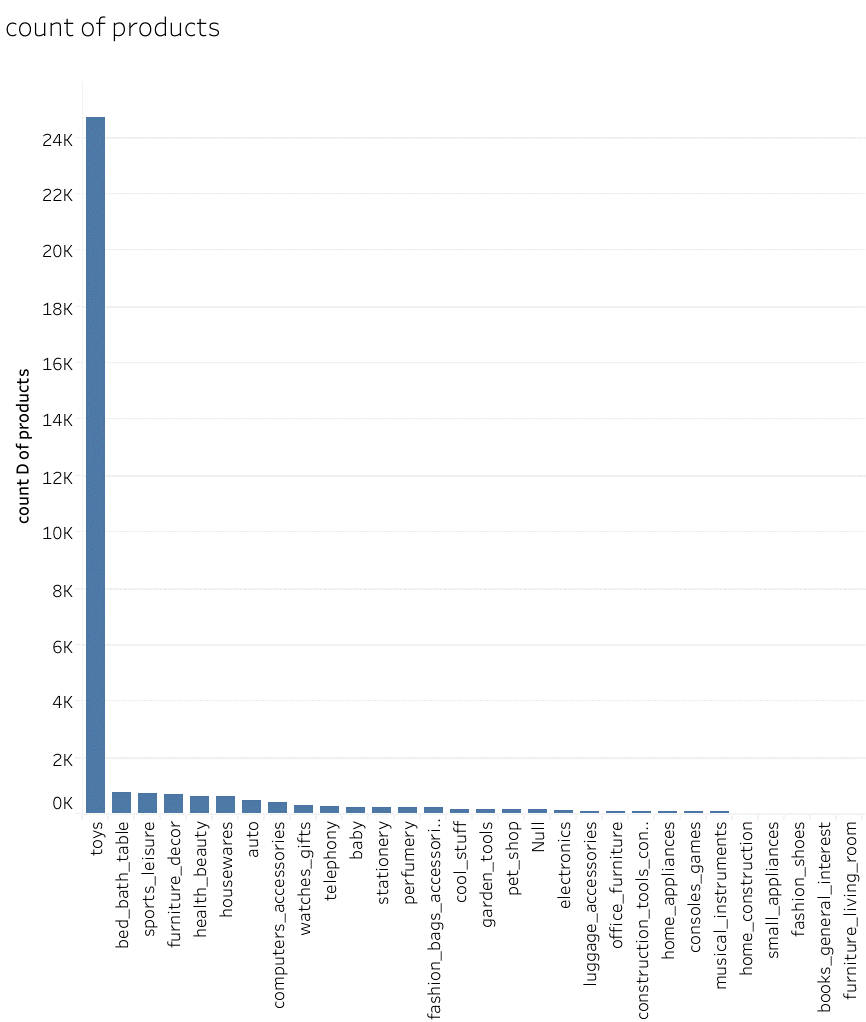 count of products
count D of products
24K
22K
20K
18K
16K
14K
12K
10K
8K
6K
4K
2K
0K
toys
bed_bath_table
sports_leisure
furniture_decor
health_beauty
housewares
auto
computers_accessories
watches_gifts
telephony
baby
stationery
perfumery
fashion_bags_accessori..
cool_stuff
garden_tools
pet_shop
Null
electronics
luggage_accessories
office_furniture
construction_tools_con..
home_appliances
consoles_games
musical_instruments
home_construction
small_appliances
fashion_shoes
books_general_interest
furniture_living_room